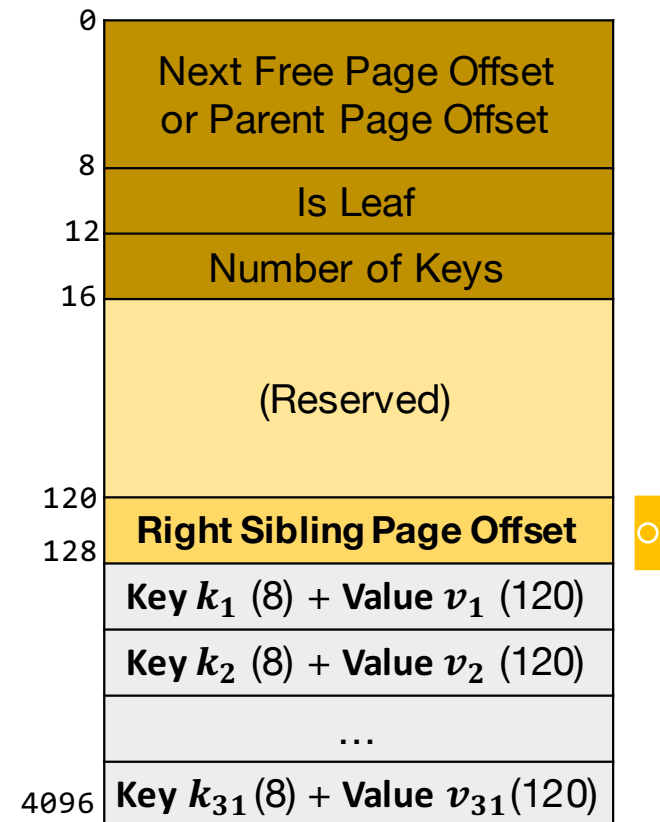 0
Next Free Page Offset
or Parent Page Offset
8
Is Leaf
12
Number of Keys
16
(Reserved)
120
Right Sibling Page Offset
128
Key k₁ (8) + Value v₁ (120)
Key k₂ (8) + Value v₂ (120)
...
4096 Key k₃₁(8) + Value v₃₁(120)